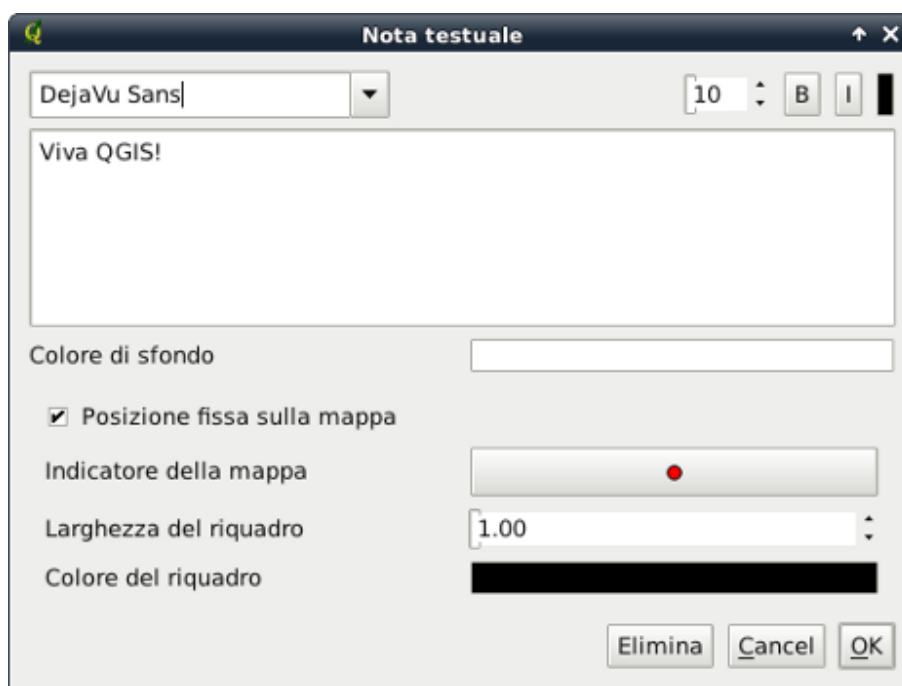 Nota testuale
DejaVu Sans 10 B I
Viva QGIS!
Colore di sfondo
Posizione fissa sulla mappa
Indicatore della mappa
Larghezza del riquadro 1.00
Colore del riquadro
Elimina Cancel OK